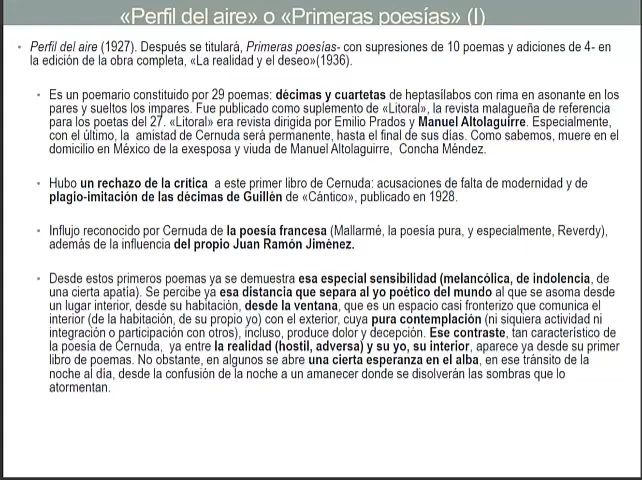 «Perfil del aire» o «Primeras poesías» (I)
• Perfil del aire (1927). Después se titulará, Primeras poesías- con supresiones de 10 poemas y adiciones de 4- en
la edición de la obra completa, «La realidad y el deseo»(1936).
• Es un poemario constituido por 29 poemas: décimas y cuartetas de heptasílabos con rima en asonante en los
pares y sueltos los impares. Fue publicado como suplemento de «Litoral», la revista malagueña de referencia
para los poetas del 27. «Litoral» era revista dirigida por Emilio Prados y Manuel Altolaguirre. Especialmente,
con el último, la amistad de Cernuda será permanente, hasta el final de sus días. Como sabemos, muere en el
domicilio en México de la exesposa y viuda de Manuel Altolaguirre, Concha Méndez.
• Hubo un rechazo de la crítica a este primer libro de Cernuda: acusaciones de falta de modernidad y de
plagio-imitación de las décimas de Guillén de «Cántico», publicado en 1928.
• Influjo reconocido por Cernuda de la poesía francesa (Mallarmé, la poesía pura, y especialmente, Reverdy),
además de la influencia del propio Juan Ramón Jiménez.
• Desde estos primeros poemas ya se demuestra esa especial sensibilidad (melancólica, de indolencia, de
una cierta apatía). Se percibe ya esa distancia que separa al yo poético del mundo al que se asoma desde
un lugar interior, desde su habitación, desde la ventana, que es un espacio casi fronterizo que comunica el
interior (de la habitación, de su propio yo) con el exterior, cuya pura contemplación (ni siquiera actividad ni
integración o participación con otros), incluso, produce dolor y decepción. Ese contraste, tan característico de
la poesía de Cernuda, ya entre la realidad (hostil, adversa) y su yo, su interior, aparece ya desde su primer
libro de poemas. No obstante, en algunos se abre una cierta esperanza en el alba, en ese tránsito de la
noche al día, desde la confusión de la noche a un amanecer donde se disolverán las sombras que lo
atormentan.